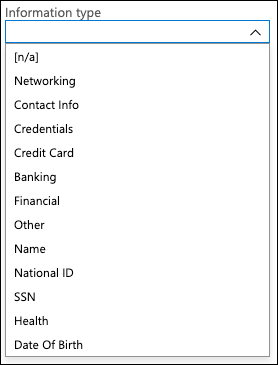 Information type
[n/a]
Networking
Contact Info
Credentials
Credit Card
Banking
Financial
Other
Name
National ID
SSN
Health
Date Of Birth